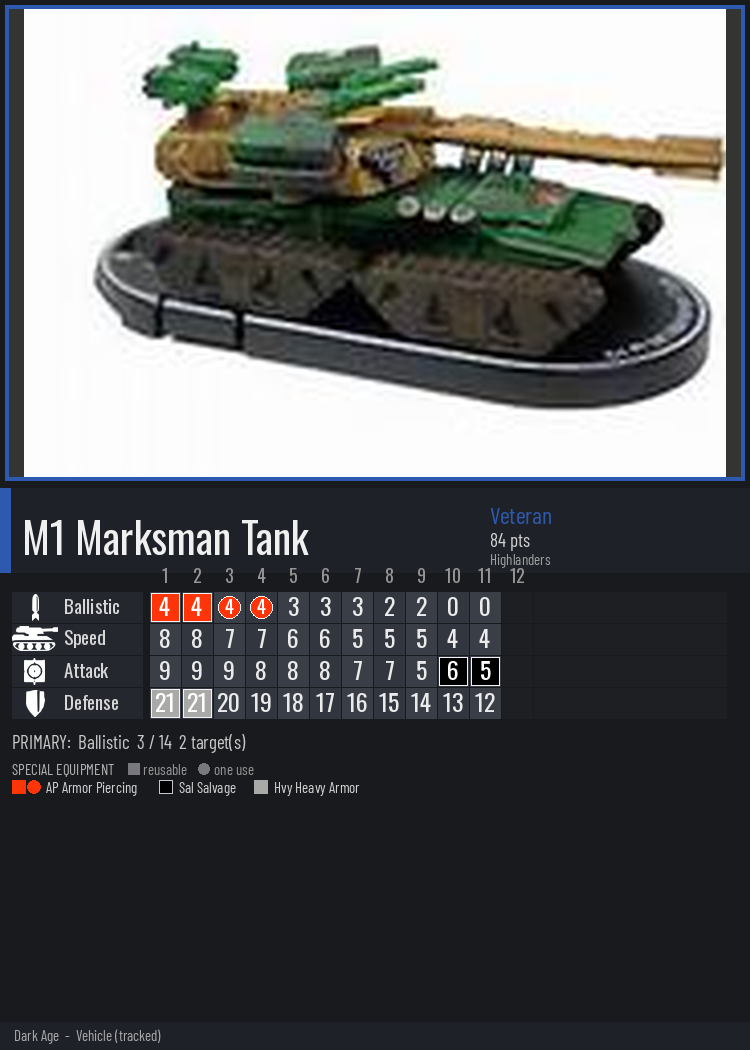 M1 Marksman Tank
Veteran
84 pts
Highlanders
1 2 3 4 5 6 7 8 9 10 11 12
Ballistic 4 4 4 4 3 3 3 2 2 0 0
Speed 8 8 7 7 6 6 5 5 5 4 4
Attack 9 9 9 8 8 8 7 7 5 6 5
Defense 21 21 20 19 18 17 16 15 14 13 12
PRIMARY: Ballistic 3 / 14 2 target(s)
SPECIAL EQUIPMENT reusable one use
AP Armor Piercing Sal Salvage Hvy Heavy Armor
Dark Age - Vehicle (tracked)